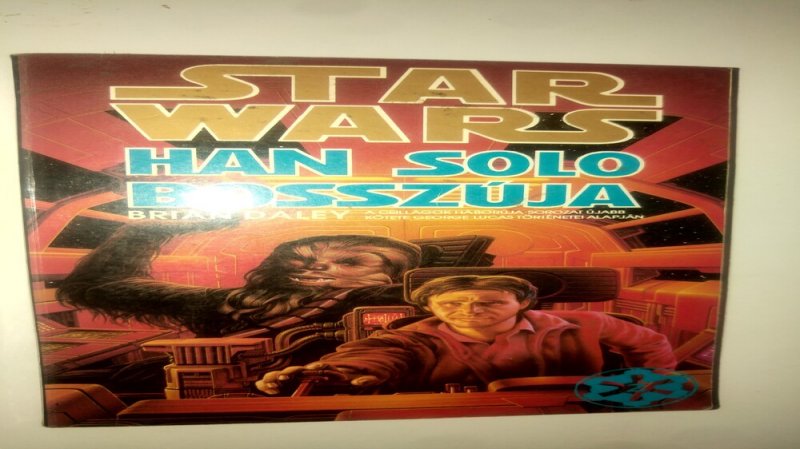 STAR
WARS
HAN SOLO
BOSSZÚJA
BRIAN DALEY
A CSILLAGOK HÁBORÚJA SOROZAT ÚJABB
KÖTETE GEORGE LUCAS TÖRTÉNETEI ALAPJÁN